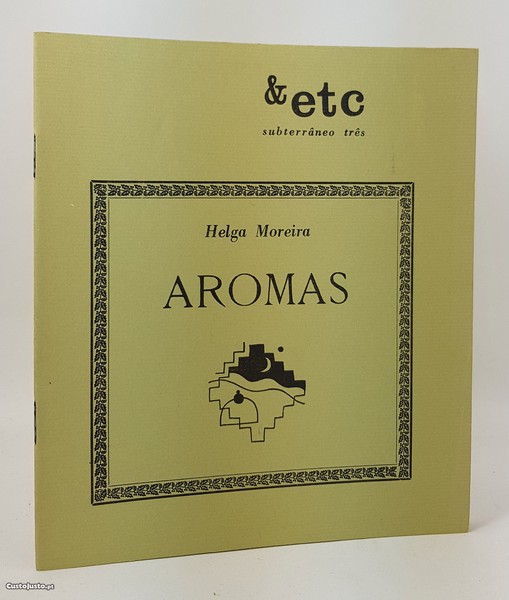 &etc
subterrâneo três
Helga Moreira
AROMAS
CustoJusto.pt